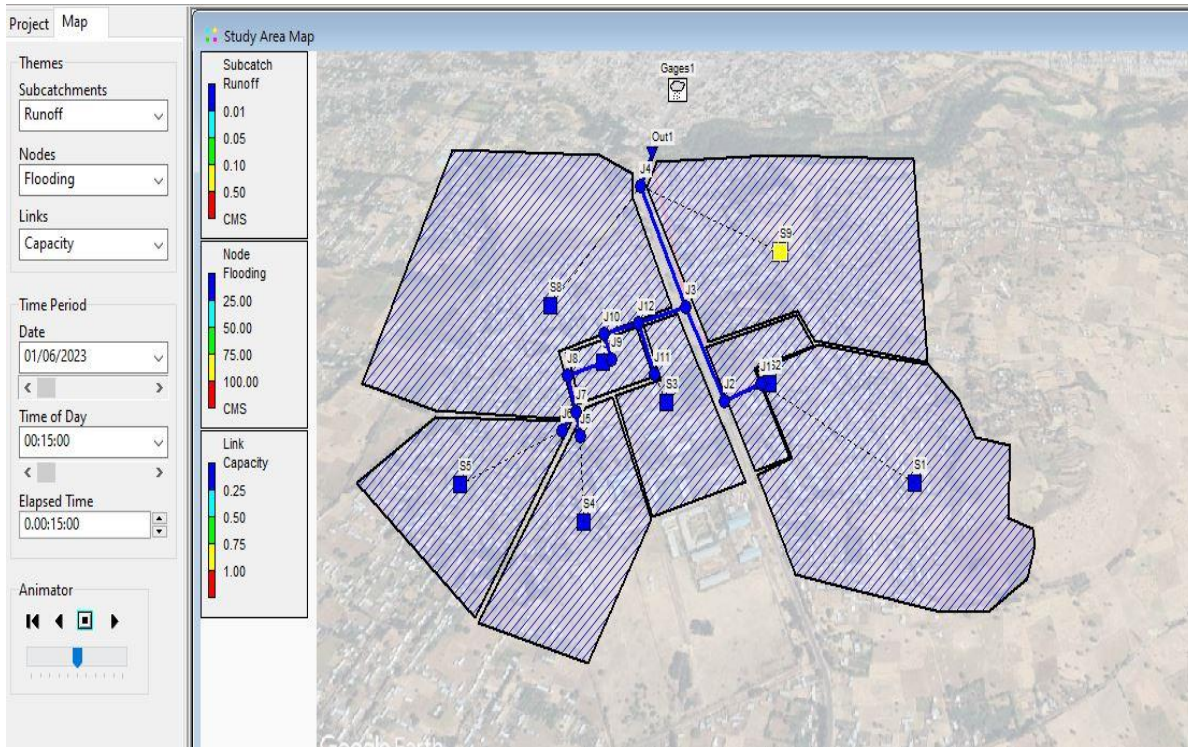 Project Map
Themes
Subcatchments
Runoff
Nodes
Flooding
Links
Capacity
Time Period
Date
01/06/2023
Time of Day
00:15:00
Elapsed Time
0.00:15:00
Animator
Study Area Map
Subcatch
Runoff
0.01
0.05
0.10
0.50
CMS
Node
Flooding
25.00
50.00
75.00
100.00
CMS
Link
Capacity
0.25
0.50
0.75
1.00
Gages1
Out1
J4
S9
S8
J3
J12
J10
J9
J8
J11
S3
J2
J1
S2
J7
J6
J5
S5
S4
S1
Google Earth